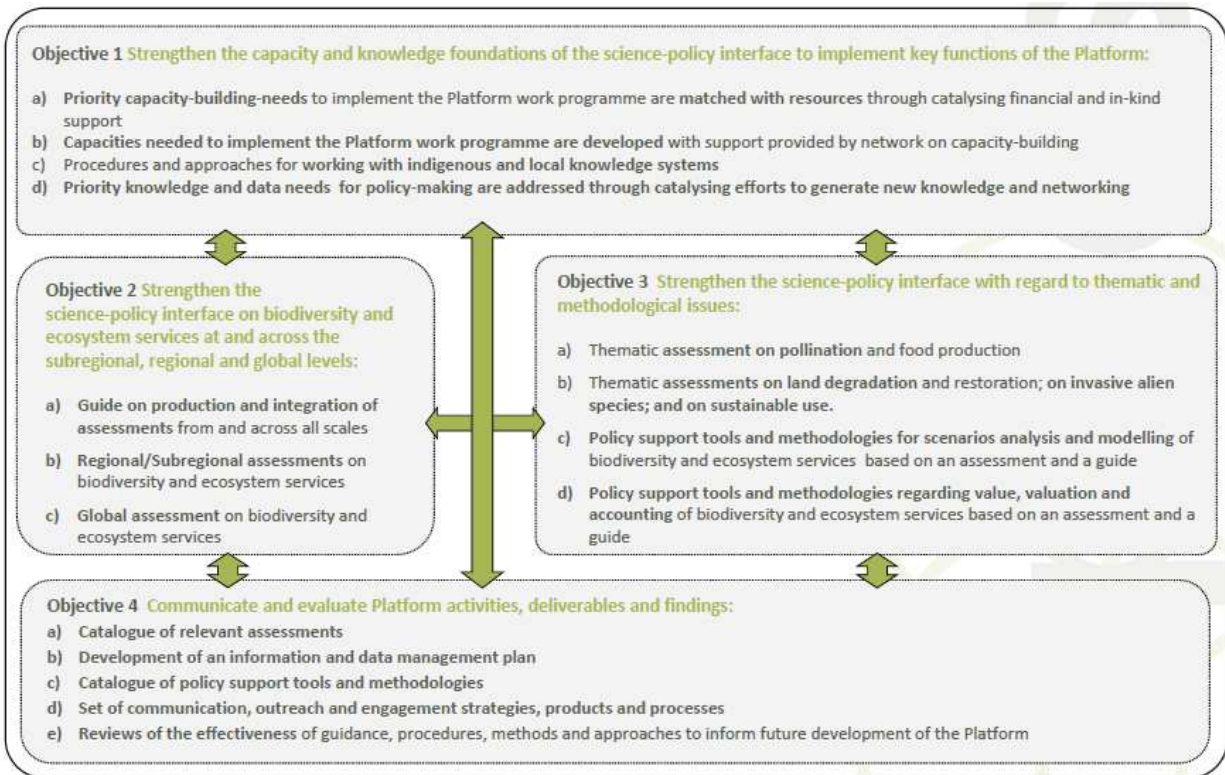 Objective 1 Strengthen the capacity and knowledge foundations of the science-policy interface to implement key functions of the Platform:
a) Priority capacity-building-needs to implement the Platform work programme are matched with resources through catalysing financial and in-kind
support
b) Capacities needed to implement the Platform work programme are developed with support provided by network on capacity-building
c) Procedures and approaches for working with indigenous and local knowledge systems
d) Priority knowledge and data needs for policy-making are addressed through catalysing efforts to generate new knowledge and networking
Objective 2 Strengthen the
science-policy interface on biodiversity and
ecosystem services at and across the
subregional, regional and global levels:
a) Guide on production and integration of
assessments from and across all scales
b) Regional/Subregional assessments on
biodiversity and ecosystem services
c) Global assessment on biodiversity and
ecosystem services
Objective 3 Strengthen the science-policy interface with regard to thematic and
methodological issues:
a) Thematic assessment on pollination and food production
b) Thematic assessments on land degradation and restoration; on invasive alien
species; and on sustainable use.
c) Policy support tools and methodologies for scenarios analysis and modelling of
biodiversity and ecosystem services based on an assessment and a guide
d) Policy support tools and methodologies regarding value, valuation and
accounting of biodiversity and ecosystem services based on an assessment and a
guide
Objective 4 Communicate and evaluate Platform activities, deliverables and findings:
a) Catalogue of relevant assessments
b) Development of an information and data management plan
c) Catalogue of policy support tools and methodologies
d) Set of communication, outreach and engagement strategies, products and processes
e) Reviews of the effectiveness of guidance, procedures, methods and approaches to inform future development of the Platform